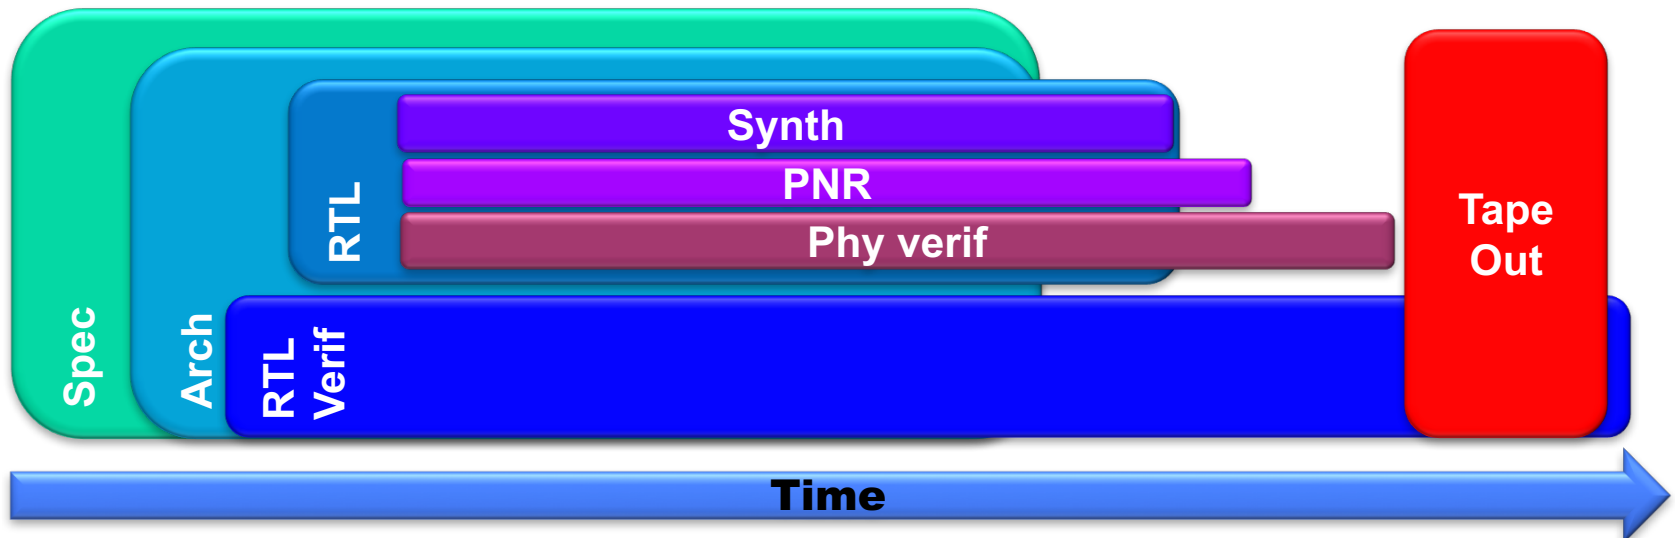 Spec
Arch
RTL
Verif
RTL
Synth
PNR
Phy verif
Tape
Out
Time